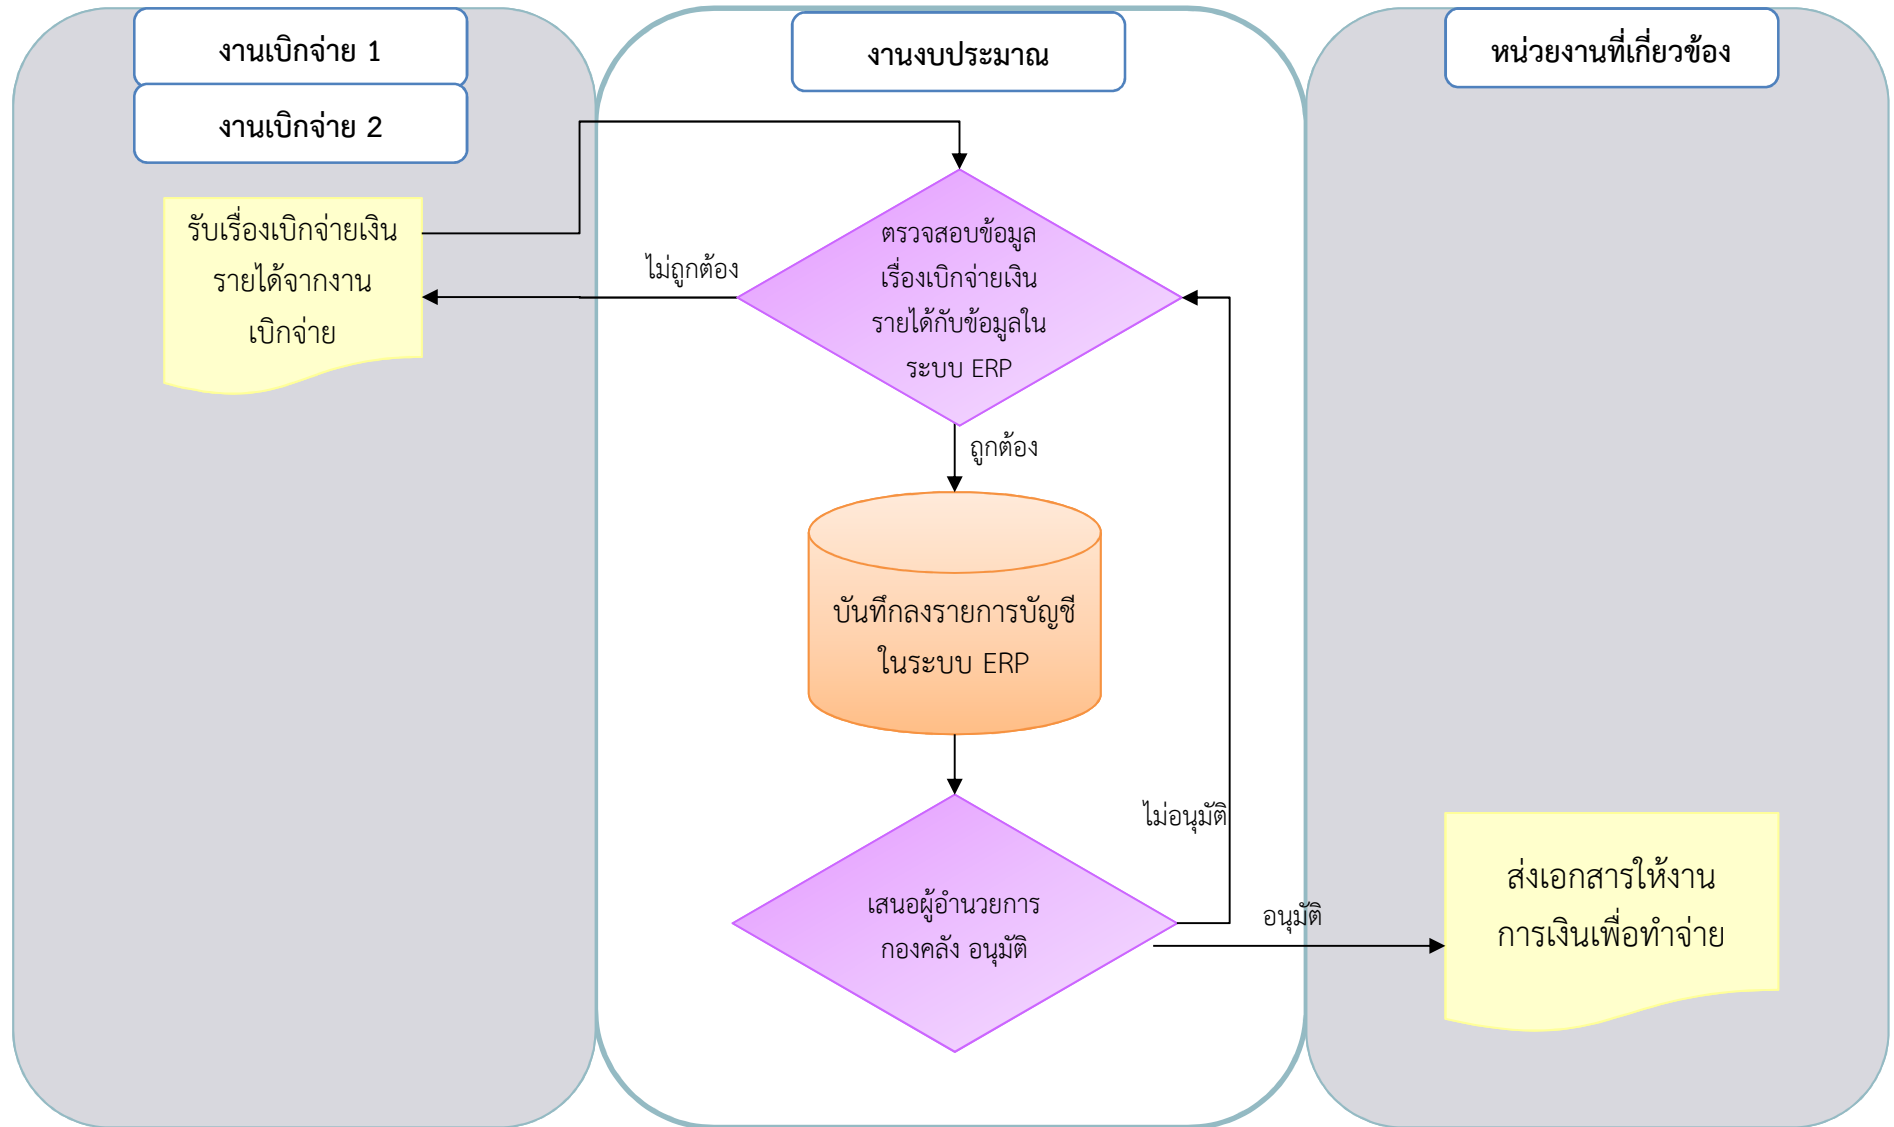 งานเบิกจ่าย 1
งานเบิกจ่าย 2
งานงบประมาณ
หน่วยงานที่เกี่ยวข้อง
รับเรื่องเบิกจ่ายเงิน
รายได้จากงาน
เบิกจ่าย
ไม่ถูกต้อง
ตรวจสอบข้อมูล
เรื่องเบิกจ่ายเงิน
รายได้กับข้อมูลใน
ระบบ ERP
ถูกต้อง
บันทึกลงรายการบัญชี
ในระบบ ERP
ไม่อนุมัติ
เสนอผู้อำนวยการ
กองคลัง อนุมัติ
อนุมัติ
ส่งเอกสารให้งาน
การเงินเพื่อทำจ่าย